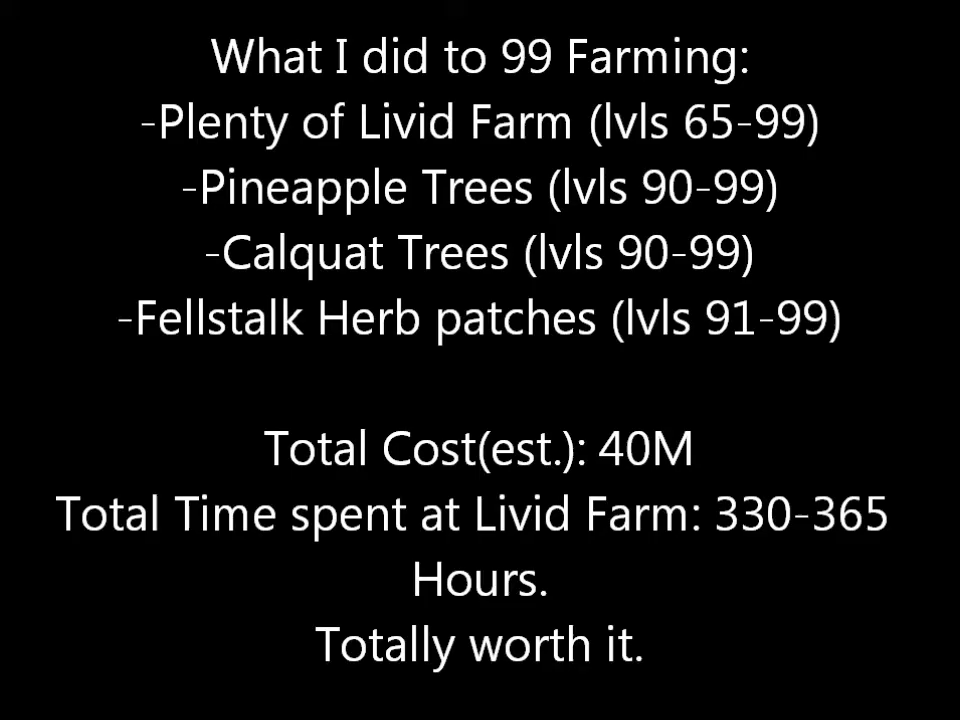 What I did to 99 Farming:
-Plenty of Livid Farm (lvls 65-99)
-Pineapple Trees (lvls 90-99)
-Calquat Trees (lvls 90-99)
-Fellstalk Herb patches (lvls 91-99)
Total Cost(est.): 40M
Total Time spent at Livid Farm: 330-365
Hours.
Totally worth it.